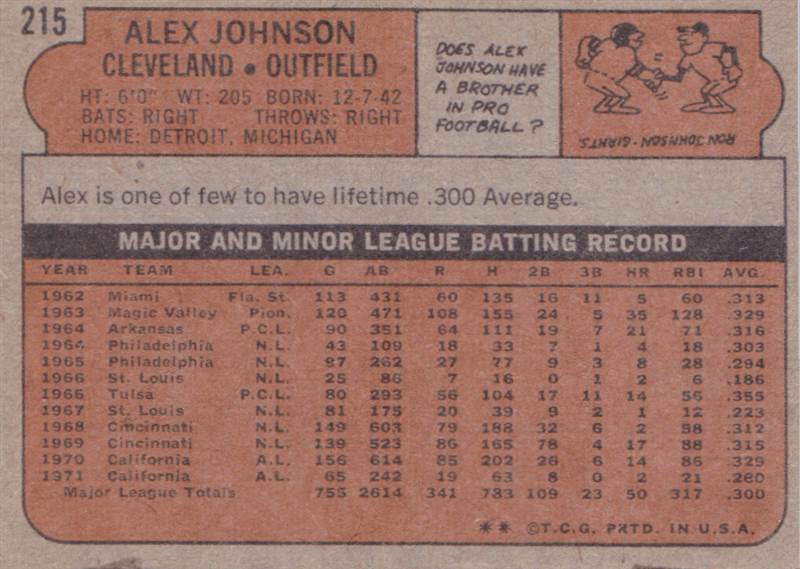 215
ALEX JOHNSON
CLEVELAND • OUTFIELD
HT: 6'0" WT: 205 BORN: 12-7-42
BATS: RIGHT THROWS: RIGHT
HOME: DETROIT, MICHIGAN
DOES ALEX
JOHNSON HAVE
A BROTHER
IN PRO
FOOTBALL?
RON JOHNSON - GIANTS
Alex is one of few to have lifetime .300 Average.
MAJOR AND MINOR LEAGUE BATTING RECORD
YEAR TEAM LEA. G AB R H 2B 3B HR RBI AVG.
1962 Miami Fla. St. 113 431 60 135 16 11 5 60 .313
1963 Magic Valley Pion. 120 471 108 155 24 5 35 128 .329
1964 Arkansas P.C.L. 90 351 64 111 19 7 21 71 .316
1964 Philadelphia N.L. 43 109 18 33 7 1 4 18 .303
1965 Philadelphia N.L. 97 262 27 77 9 3 8 28 .294
1966 St. Louis N.L. 25 86 7 16 0 1 2 6 .186
1966 Tulsa P.C.L. 80 293 56 104 17 11 14 56 .355
1967 St. Louis N.L. 81 175 20 39 9 2 1 12 .223
1968 Cincinnati N.L. 149 603 79 188 32 6 2 58 .312
1969 Cincinnati N.L. 139 523 86 165 78 4 17 88 .315
1970 California A.L. 156 614 85 202 26 6 14 86 .329
1971 California A.L. 65 242 19 63 8 0 2 21 .260
Major League Totals 755 2614 341 783 109 23 50 317 .300
** ©T.C.G. PRTD. IN U.S.A.